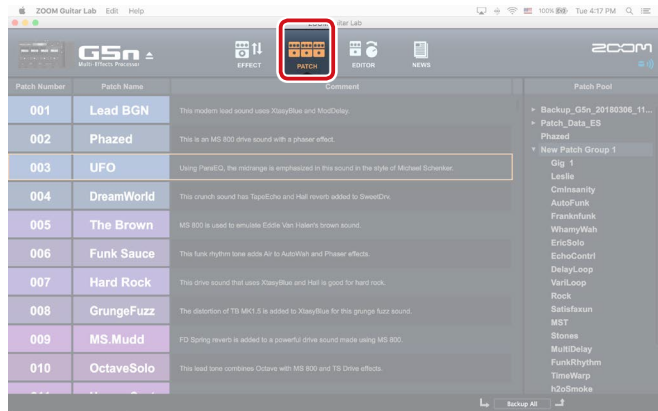 ZOOM Guitar Lab Edit Help 100% Tue 4:17 PM
itar Lab
G5n
Multi-Effects Processor
EFFECT PATCH EDITOR NEWS
ZOOM
Patch Number Patch Name Comment Patch Pool
001 Lead BGN This modern lead sound uses XtasyBlue and ModDelay.
002 Phazed This is an MS 800 drive sound with a phaser effect.
003 UFO Using ParaEQ, the midrange is emphasized in this sound in the style of Michael Schenker.
004 DreamWorld This crunch sound has TapeEcho and Hall reverb added to SweetDrv.
005 The Brown MS 800 is used to emulate Eddie Van Halen's brown sound.
006 Funk Sauce This funk rhythm tone adds Air to AutoWah and Phaser effects.
007 Hard Rock This drive sound that uses XtasyBlue and Hall is good for hard rock.
008 GrungeFuzz The distortion of TS MK1.5 is added to XtasyBlue for this grunge fuzz sound.
009 MS.Mudd FD Spring reverb is added to a powerful drive sound made using MS 800.
010 OctaveSolo This lead tone combines Octave with MS 800 and TS Drive effects.
Backup_G5n_20180306_11...
Patch_Data_ES
Phazed
New Patch Group 1
Gig 1
Leslie
CmInsanity
AutoFunk
Franknfunk
WhamyWah
EricSolo
EchoContrl
DelayLoop
VariLoop
Rock
Satisfaxun
MST
Stones
MultiDelay
FunkRhythm
TimeWarp
h2oSmoke
Backup All